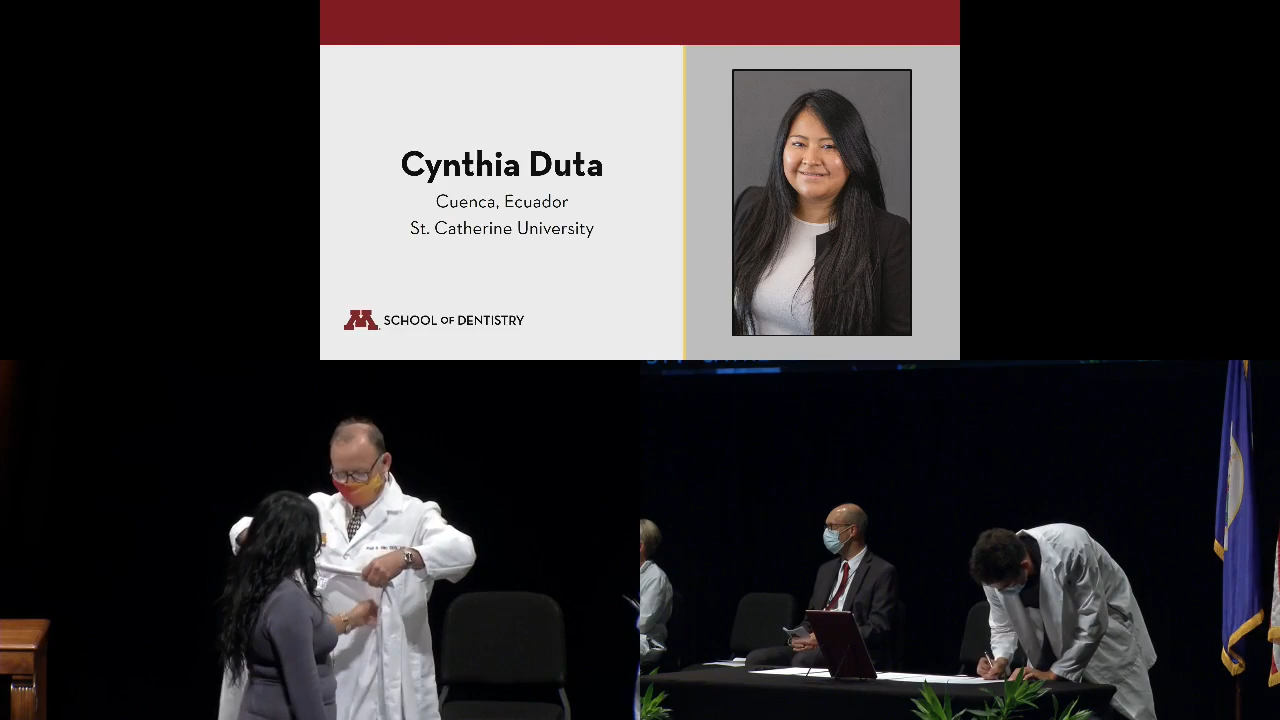 Cynthia Duta
Cuenca, Ecuador
St. Catherine University
M SCHOOL OF DENTISTRY